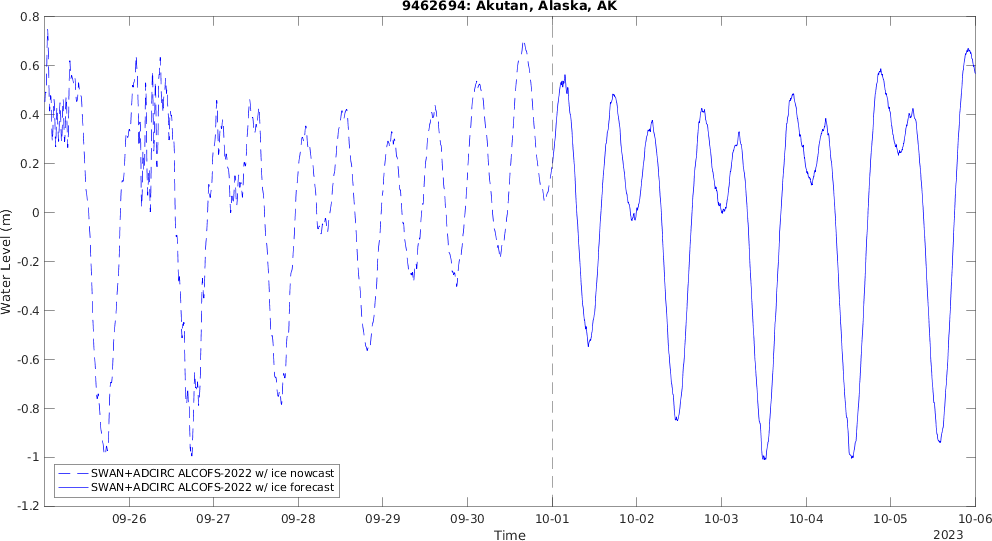 9462694: Akutan, Alaska, AK
Water Level (m)
0.8
0.6
0.4
0.2
0
-0.2
-0.4
-0.6
-0.8
-1
-1.2
SWAN+ADCIRC ALCOFS-2022 w/ ice nowcast
SWAN+ADCIRC ALCOFS-2022 w/ ice forecast
09-26 09-27 09-28 09-29 09-30 10-01 10-02 10-03 10-04 10-05 10-06
Time
2023